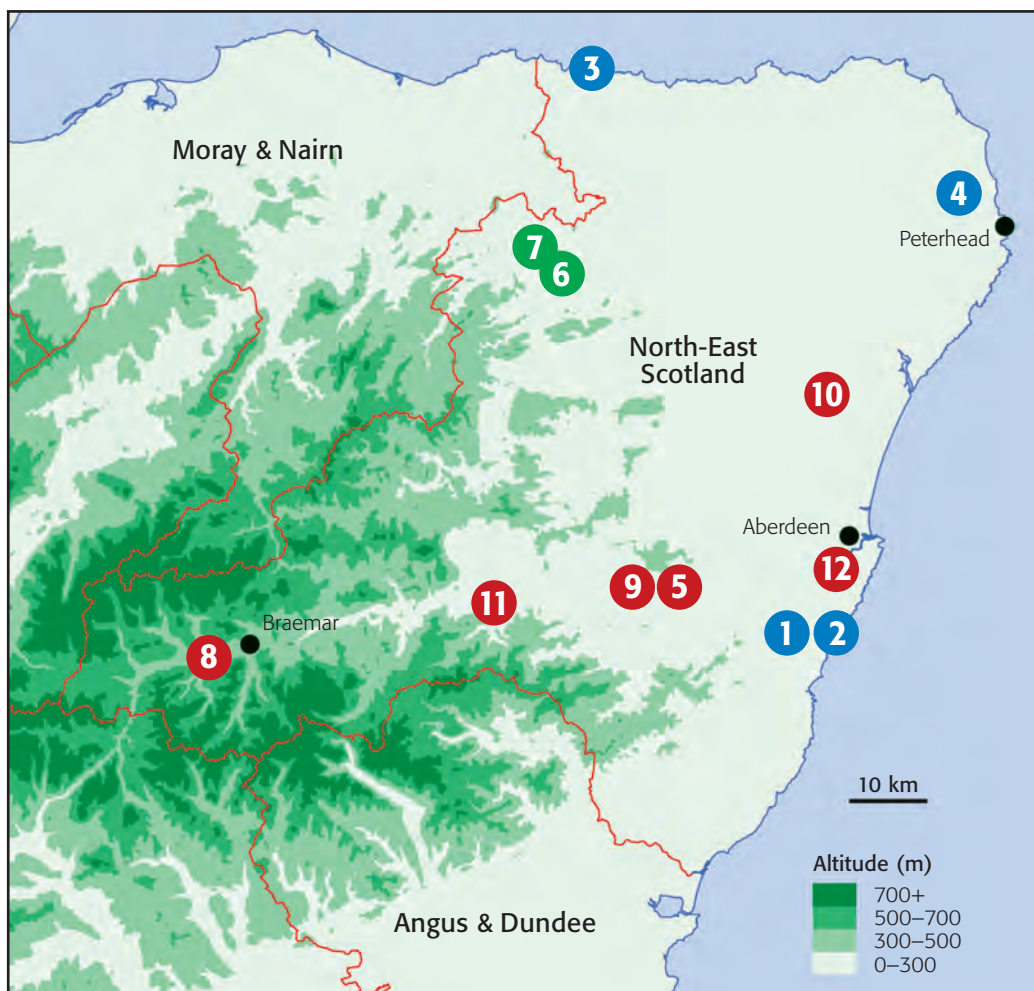 3
Moray & Nairn
4
Peterhead
7
6
North-East
Scotland
10
Aberdeen
12
9
5
11
Braemar
8
1
2
10 km
Altitude (m)
700+
500–700
300–500
0–300
Angus & Dundee